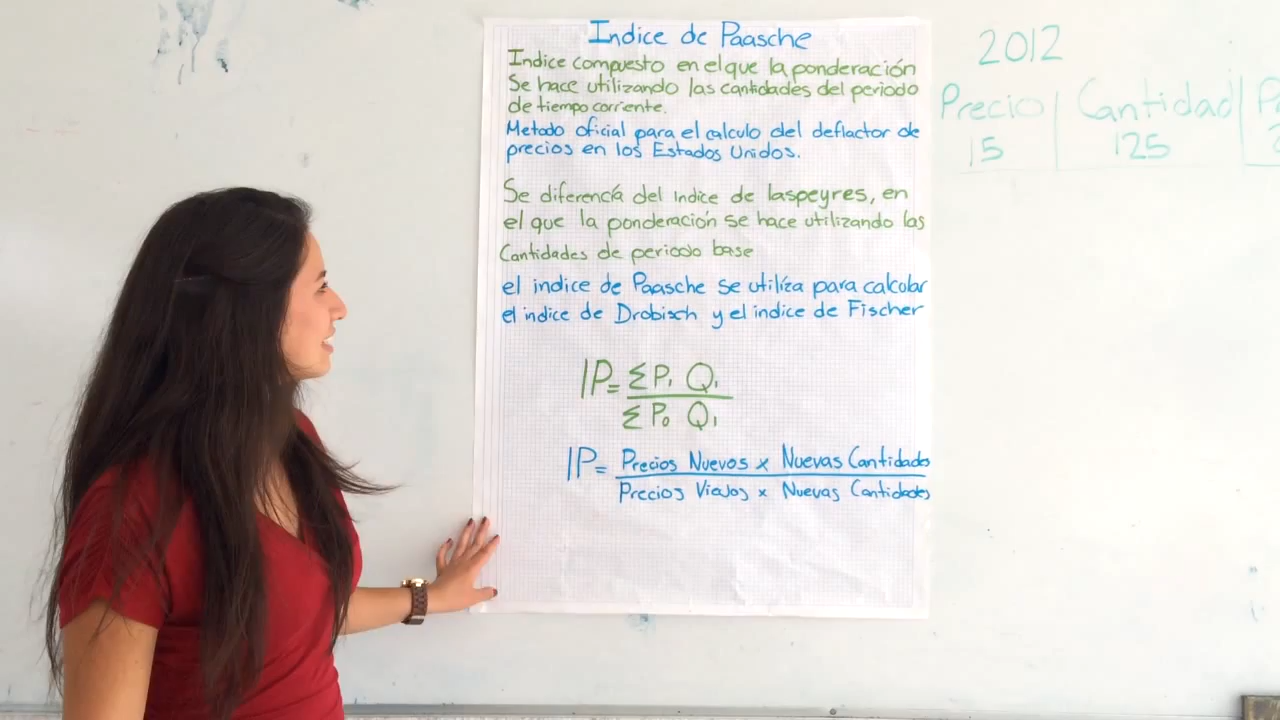 Indice de Paasche
Indice compuesto en el que la ponderación
Se hace utilizando las cantidades del periodo
de tiempo corriente.
Metodo oficial para el calculo del deflactor de
precios en los Estados Unidos.
Se diferencía del indice de laspeyres, en
el que la ponderación se hace utilizando las
Cantidades de periodo base
el indice de Paasche se utilíza para calcular
el indice de Drobisch y el indice de Fischer
IP= ΣP₁ Q₁
ΣP₀ Q₁
IP= Precios Nuevos x Nuevas Cantidades
Precios Viejos x Nuevas Cantidades
2012
Precio Cantidad
15 125